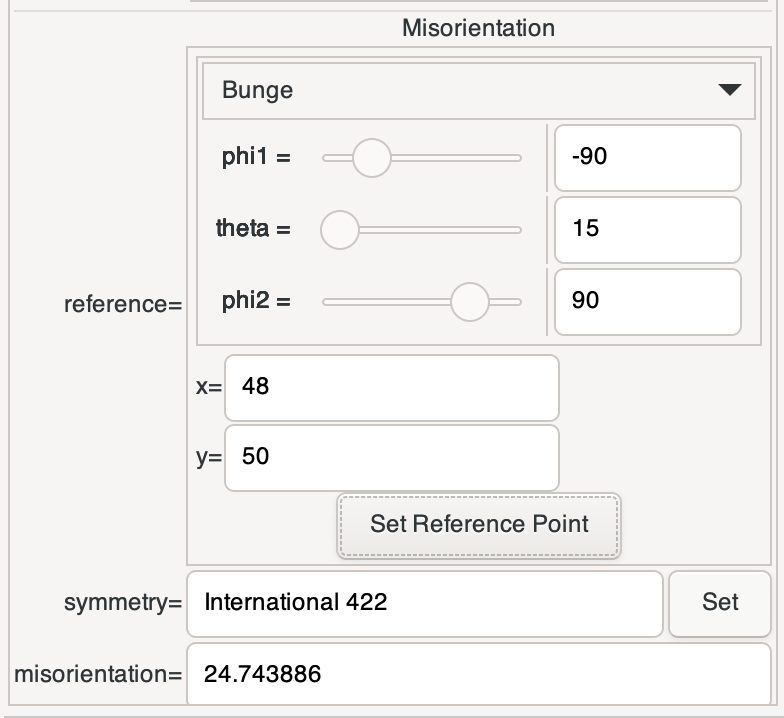 Misorientation
Bunge
phi1 = -90
theta = 15
reference=
phi2 = 90
x= 48
y= 50
Set Reference Point
symmetry= International 422 Set
misorientation= 24.743886